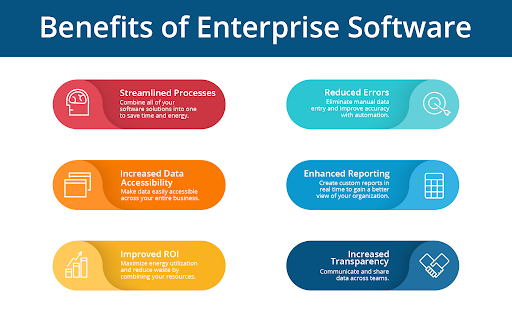 Benefits of Enterprise Software
Streamlined Processes
Combine all of your
software solutions into one
to save time and energy.
Reduced Errors
Eliminate manual data
entry and improve accuracy
with automation.
Increased Data
Accessibility
Make data easily accessible
across your entire business.
Enhanced Reporting
Create custom reports in
real time to gain a better
view of your organization.
Improved ROI
Maximize energy utilization
and reduce waste by
combining your resources.
Increased
Transparency
Communicate and share
data across teams.